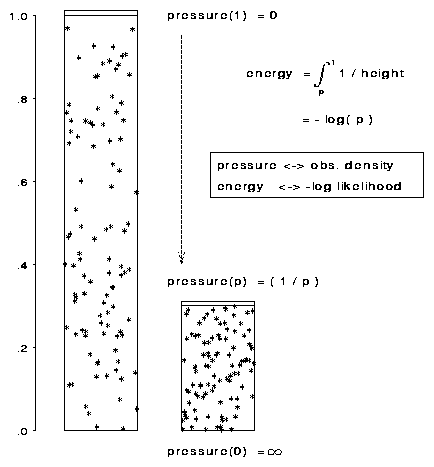 1.0
pressure(1) = 0
energy = ∫ 1 p 1 / height
.8
= - log( p )
pressure <-> obs. density
.6
energy <-> -log likelihood
.4
pressure(p) = ( 1 / p )
.2
.0
pressure(0) = ∞